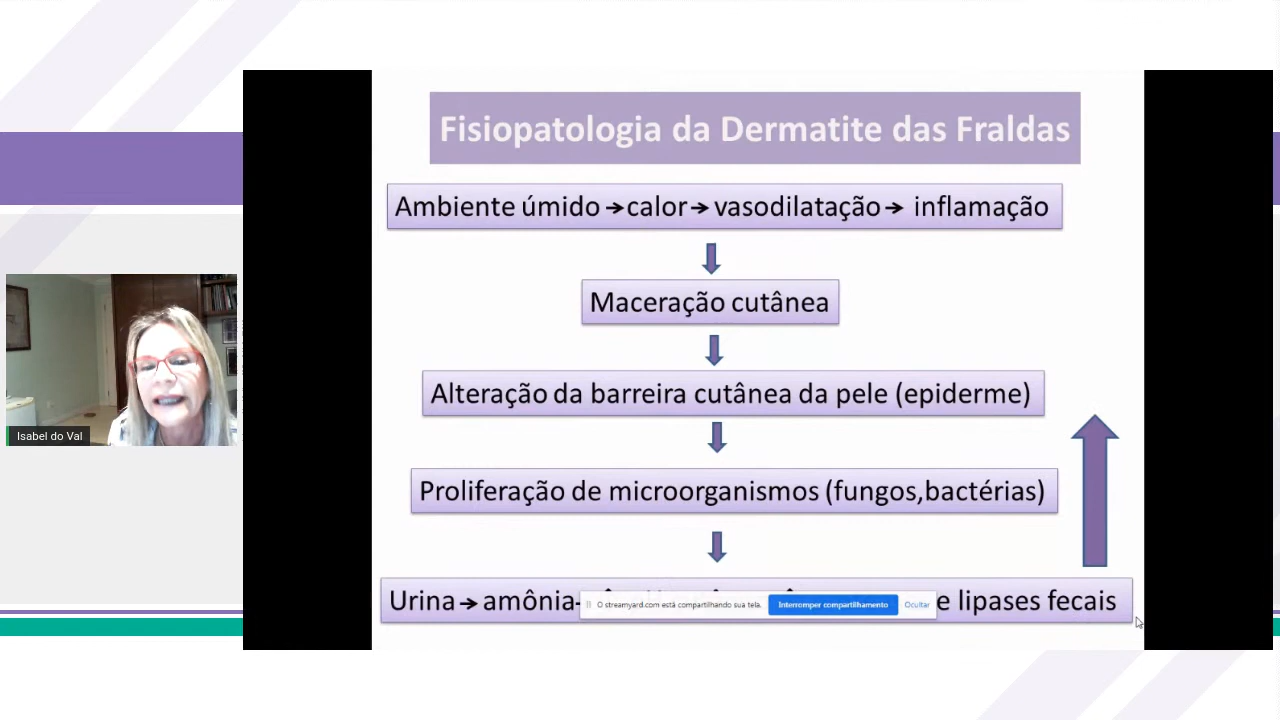 Fisiopatologia da Dermatite das Fraldas
Ambiente úmido → calor → vasodilatação → inflamação
Maceração cutânea
Alteração da barreira cutânea da pele (epiderme)
Proliferação de microorganismos (fungos,bactérias)
Urina → amônia e lipases fecais
O streamyard.com está compartilhando sua tela. Interromper compartilhamento Ocultar
Isabel do Val